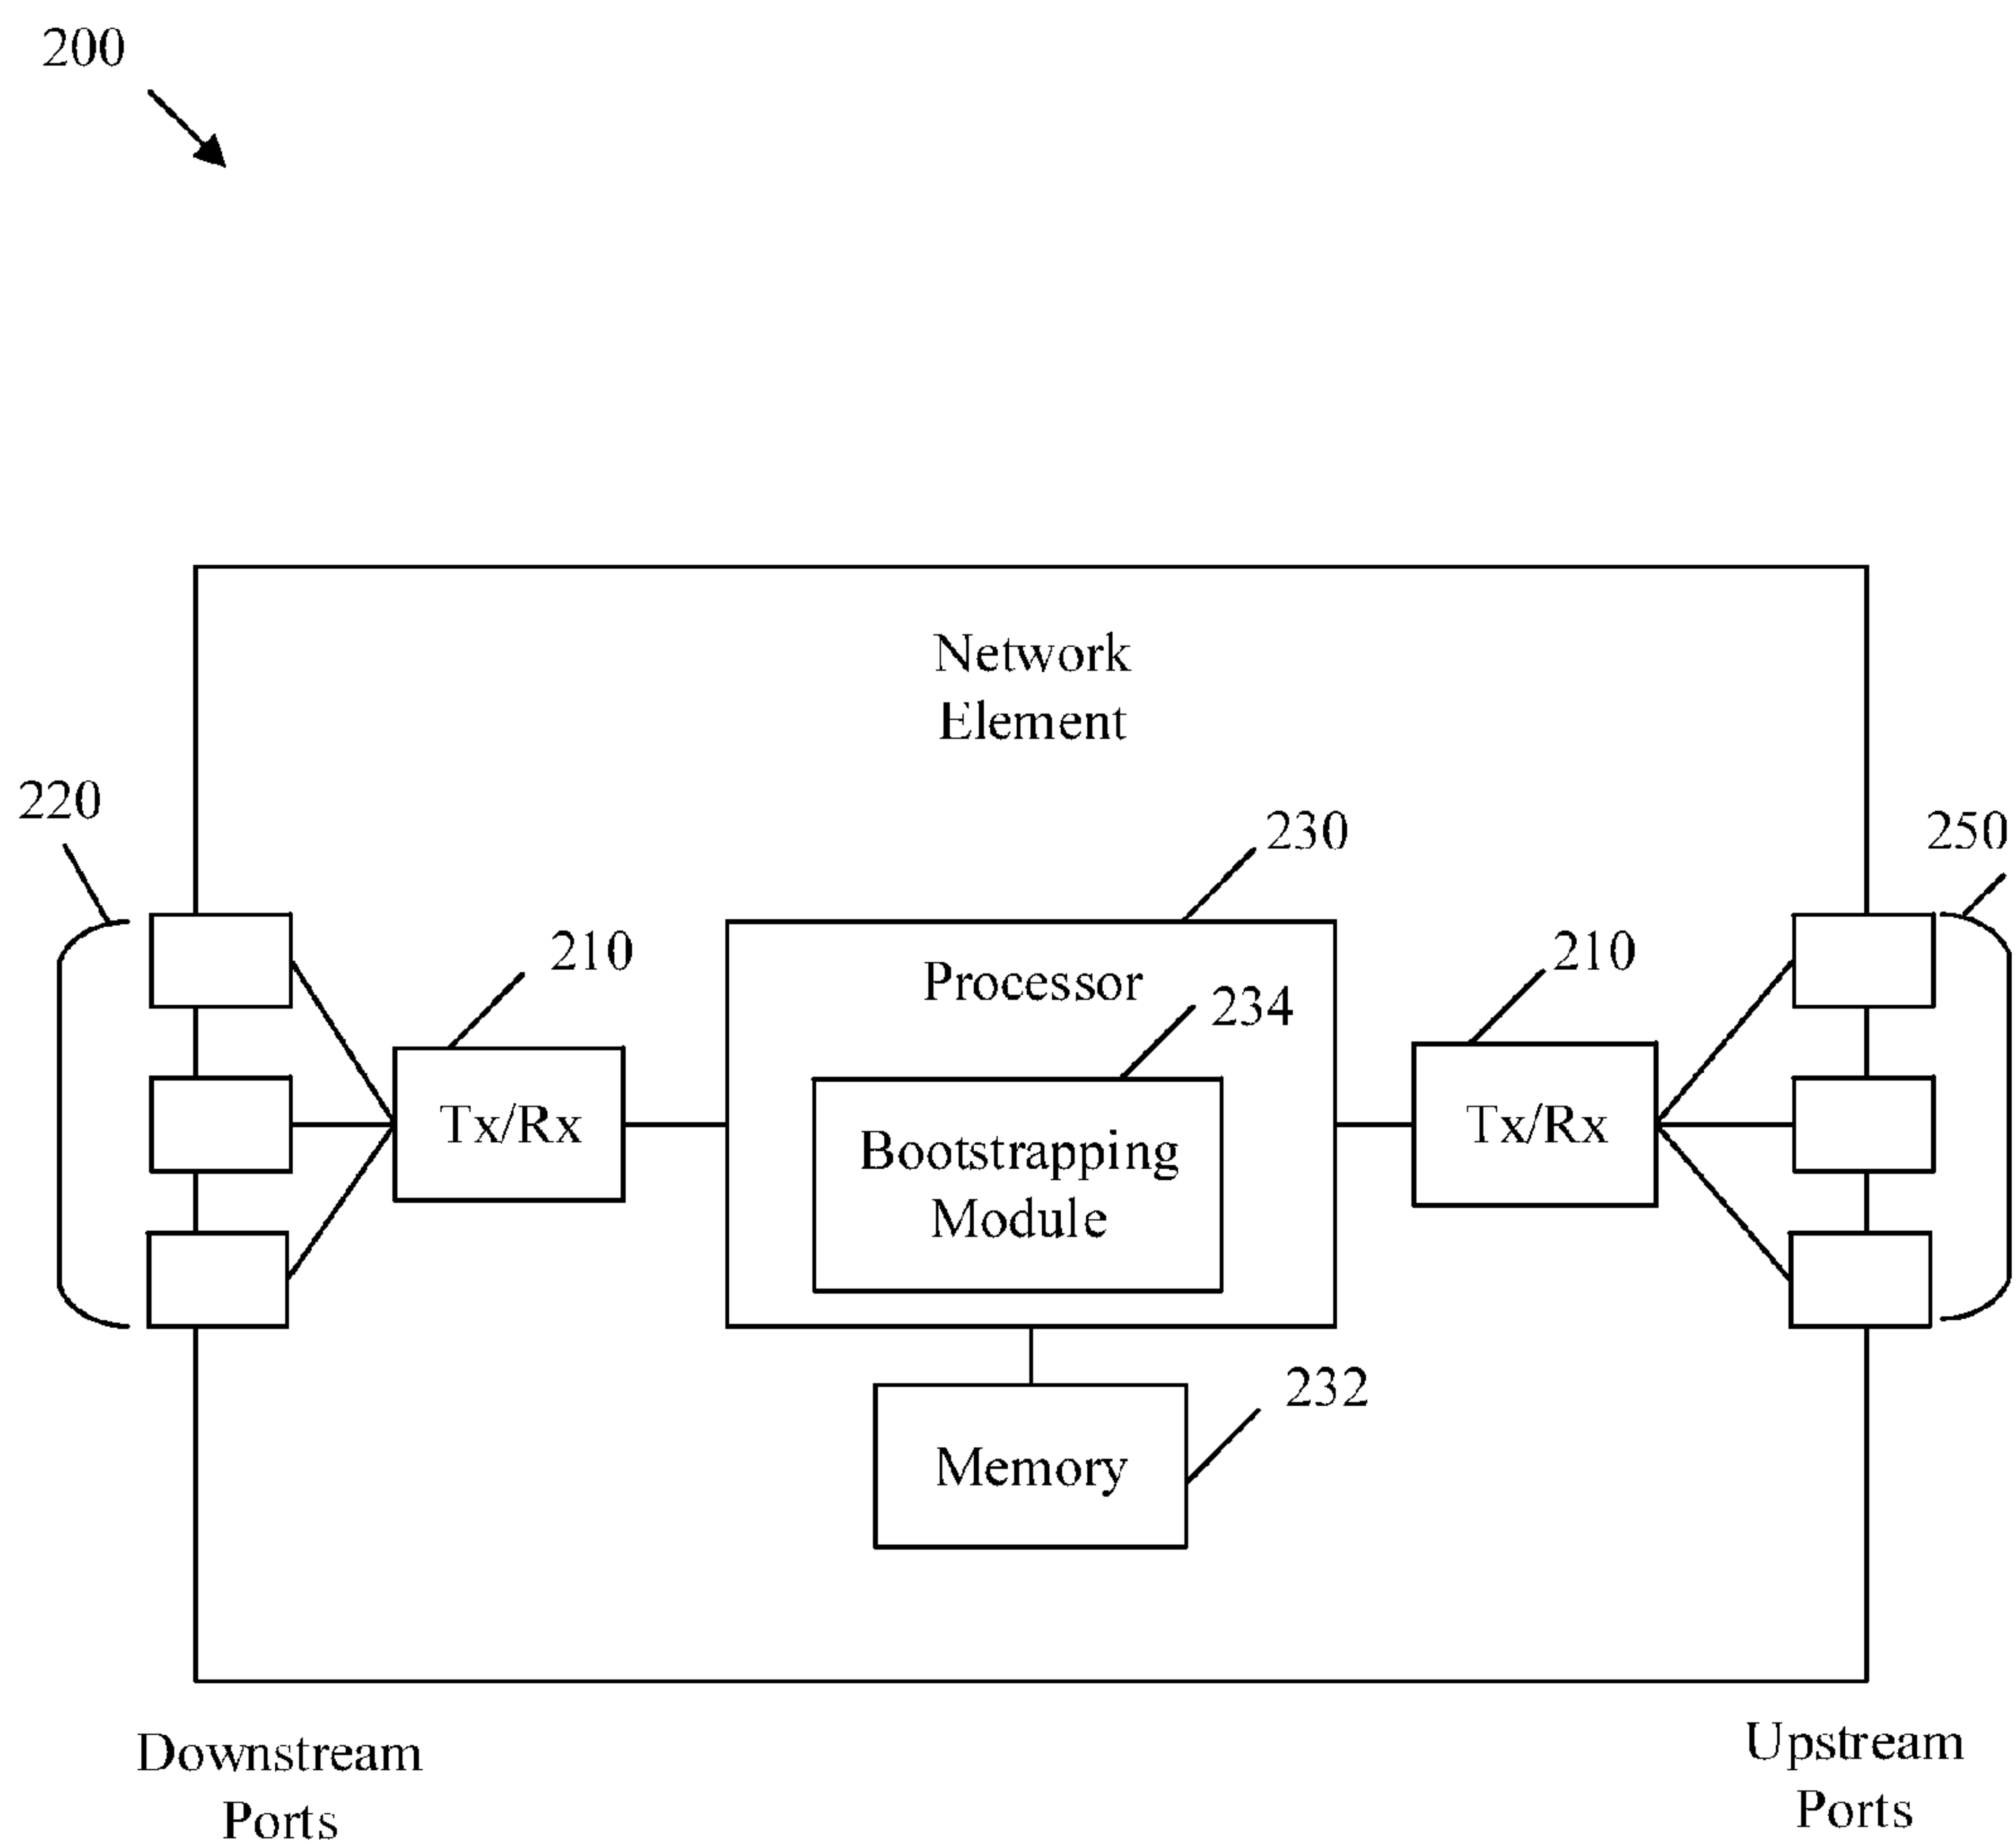 200
Network
Element
220
230
250
210
Processor
210
234
Tx/Rx
Bootstrapping
Module
Tx/Rx
232
Memory
Downstream
Ports
Upstream
Ports